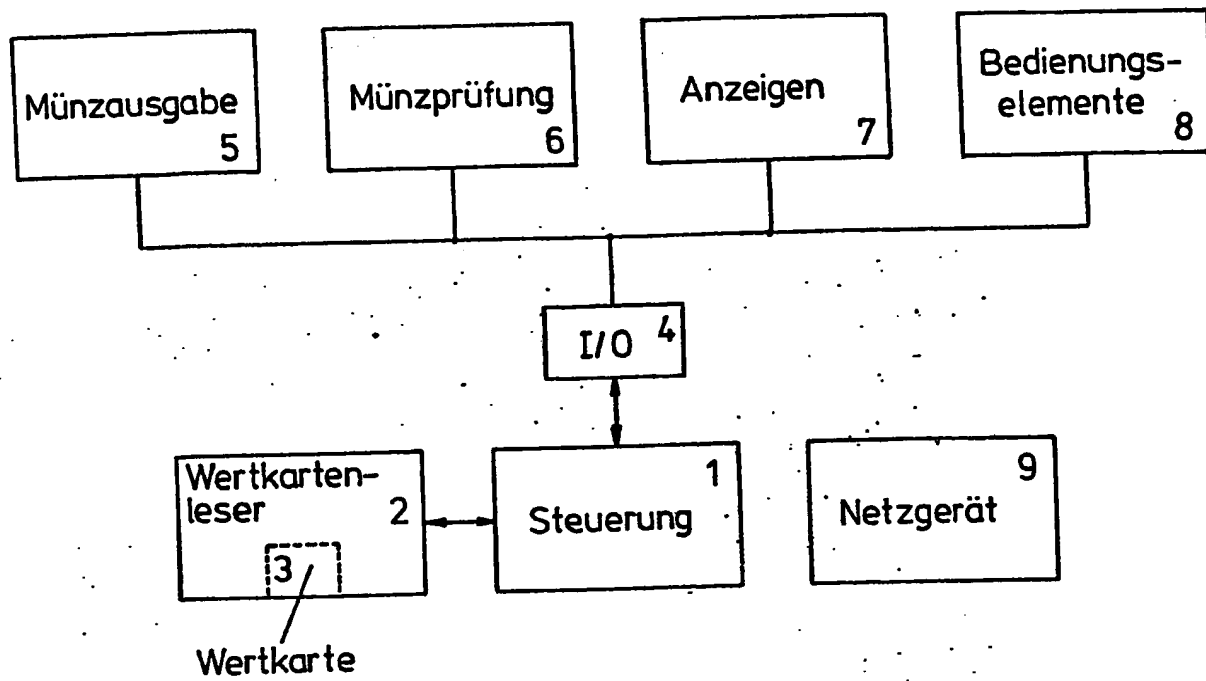 Münzausgabe
5
Münzprüfung
6
Anzeigen
7
Bedienungs-
elemente
8
I/O 4
Wertkarten-
leser 2
3
Wertkarte
1
Steuerung
9
Netzgerät